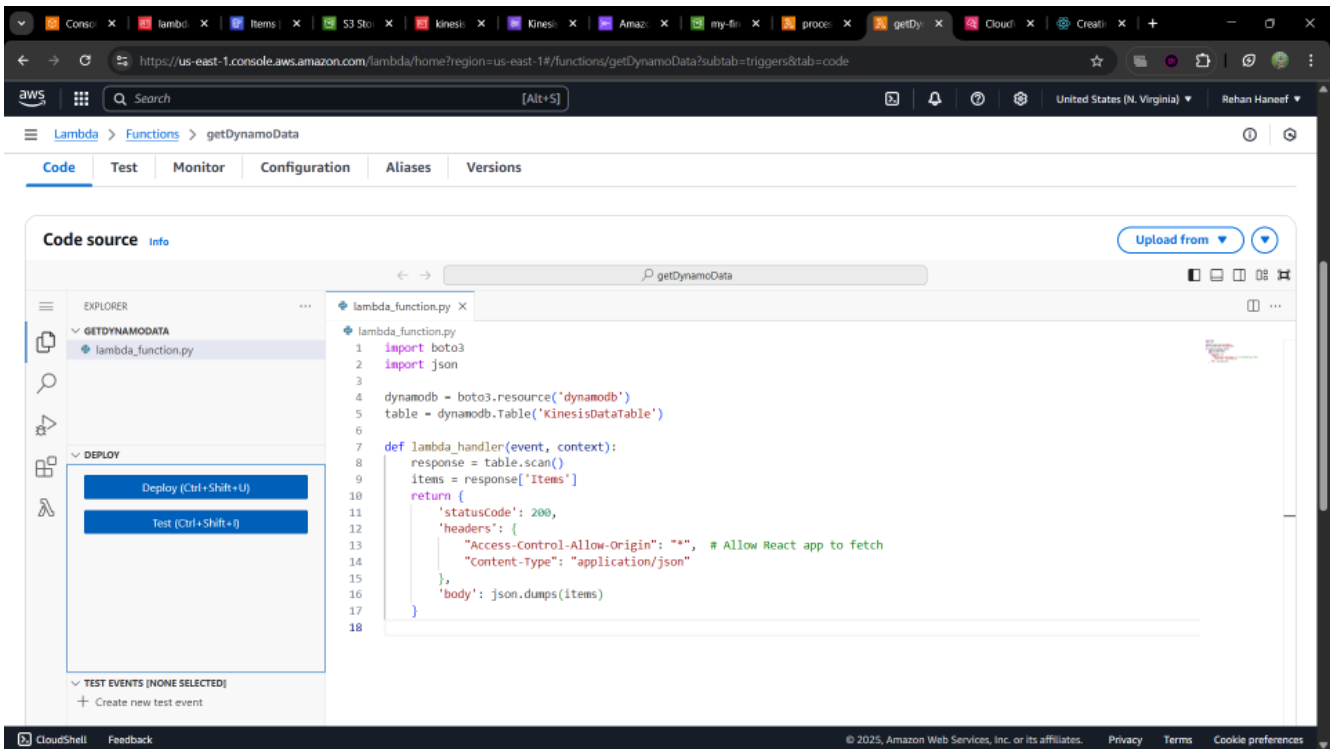 Consol
lambd
Items |
S3 Sto
kinesis
Kinesis
Amazo
my-fin
proces
getDyn
Cloud
Creatin
https://us-east-1.console.aws.amazon.com/lambda/home?region=us-east-1#/functions/getDynamoData?subtab=triggers&tab=code
aws Search [Alt+S] United States (N. Virginia) ▼ Rehan Haneef ▼
Lambda > Functions > getDynamoData
Code Test Monitor Configuration Aliases Versions
Code source Info Upload from ▼
getDynamoData
EXPLORER ... lambda_function.py ×
GETDYNAMODATA
lambda_function.py
lambda_function.py
1 import boto3
2 import json
3
4 dynamodb = boto3.resource('dynamodb')
5 table = dynamodb.Table('KinesisDataTable')
6
7 def lambda_handler(event, context):
8 response = table.scan()
9 items = response['Items']
10 return {
11 'statusCode': 200,
12 'headers': {
13 "Access-Control-Allow-Origin": "*", # Allow React app to fetch
14 "Content-Type": "application/json"
15 },
16 'body': json.dumps(items)
17 }
18
DEPLOY
Deploy (Ctrl+Shift+U)
Test (Ctrl+Shift+I)
TEST EVENTS [NONE SELECTED]
+ Create new test event
CloudShell Feedback © 2025, Amazon Web Services, Inc. or its affiliates. Privacy Terms Cookie preferences